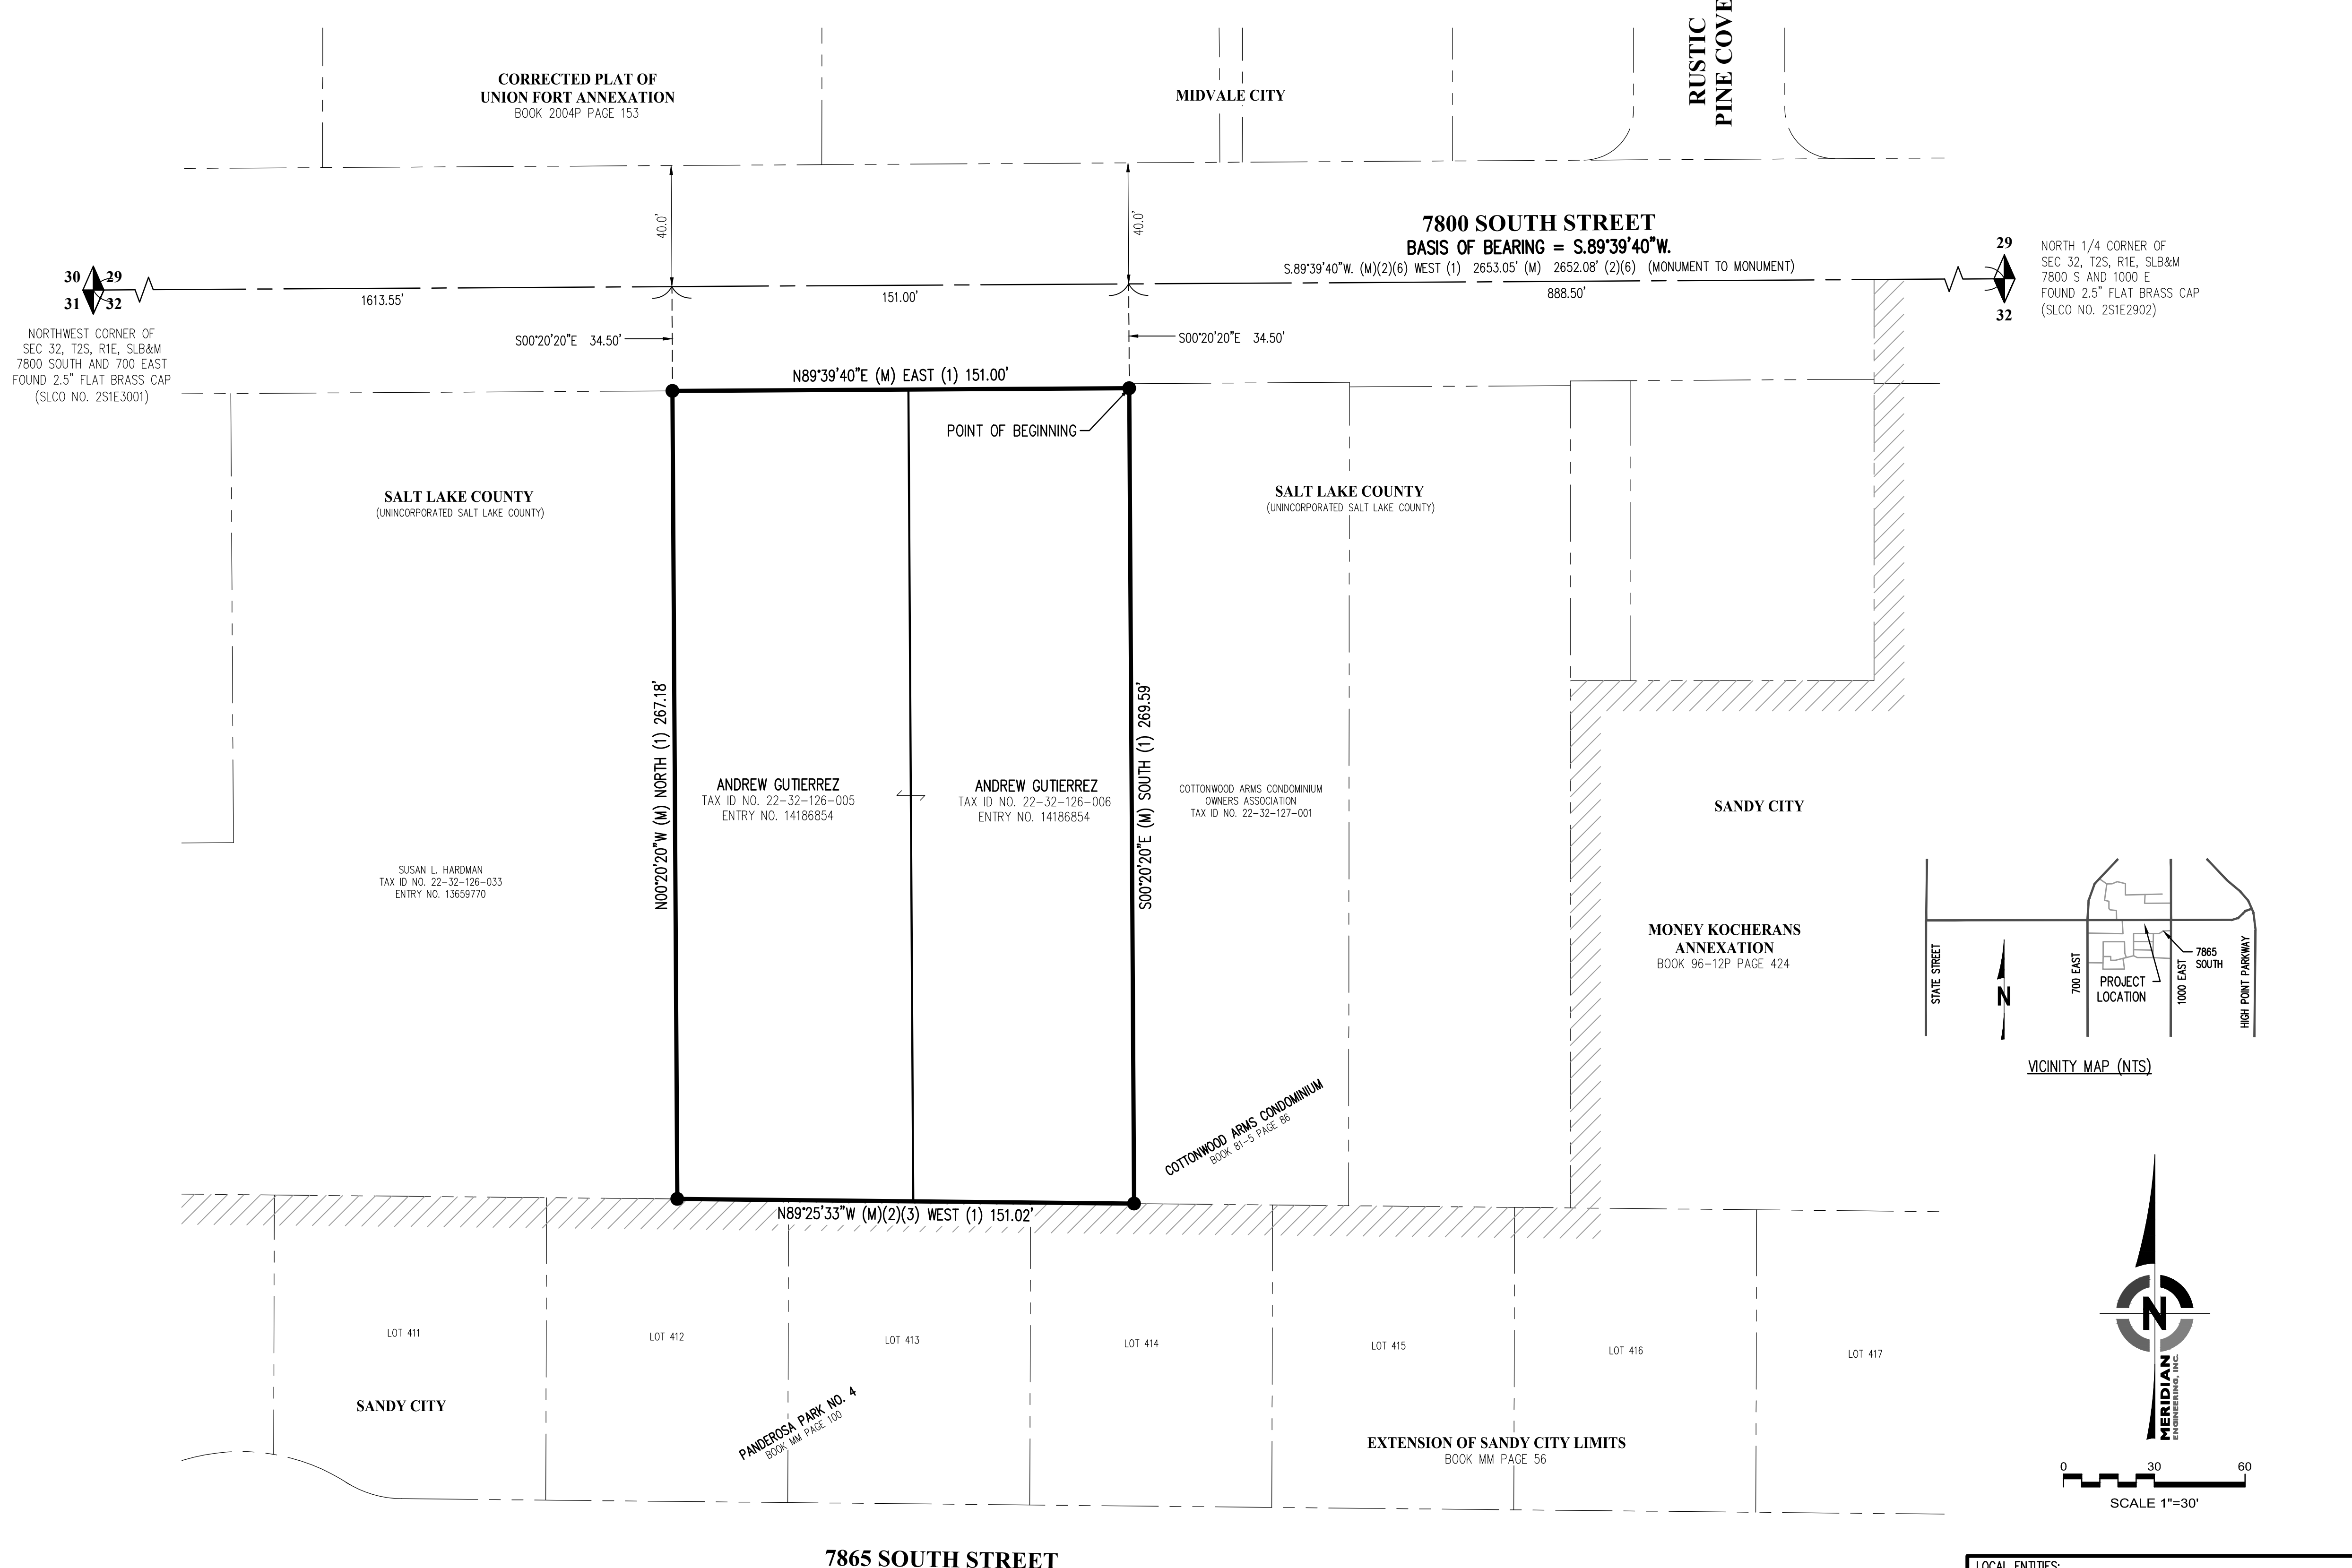 RUSTIC
PINE COVE
CORRECTED PLAT OF
UNION FORT ANNEXATION
BOOK 2004P PAGE 153
MIDVALE CITY
40.0'
40.0'
7800 SOUTH STREET
BASIS OF BEARING = S.89°39'40"W.
S.89°39'40"W. (M)(2)(6) WEST (1) 2653.05' (M) 2652.08' (2)(6) (MONUMENT TO MONUMENT)
30 29
31 32
1613.55'
151.00'
888.50'
29
32
NORTH 1/4 CORNER OF
SEC 32, T2S, R1E, SLB&M
7800 S AND 1000 E
FOUND 2.5" FLAT BRASS CAP
(SLCO NO. 2S1E2902)
NORTHWEST CORNER OF
SEC 32, T2S, R1E, SLB&M
7800 SOUTH AND 700 EAST
FOUND 2.5" FLAT BRASS CAP
(SLCO NO. 2S1E3001)
S00°20'20"E 34.50'
S00°20'20"E 34.50'
N89°39'40"E (M) EAST (1) 151.00'
POINT OF BEGINNING
SALT LAKE COUNTY
(UNINCORPORATED SALT LAKE COUNTY)
SALT LAKE COUNTY
(UNINCORPORATED SALT LAKE COUNTY)
N00°20'20"W (M) NORTH (1) 267.18'
S00°20'20"E (M) SOUTH (1) 269.59'
ANDREW GUTIERREZ
TAX ID NO. 22-32-126-005
ENTRY NO. 14186854
ANDREW GUTIERREZ
TAX ID NO. 22-32-126-006
ENTRY NO. 14186854
COTTONWOOD ARMS CONDOMINIUM
OWNERS ASSOCIATION
TAX ID NO. 22-32-127-001
SANDY CITY
SUSAN L. HARDMAN
TAX ID NO. 22-32-126-033
ENTRY NO. 13659770
MONEY KOCHERANS
ANNEXATION
BOOK 96-12P PAGE 424
STATE STREET
N
700 EAST
PROJECT
LOCATION
1000 EAST
7865
SOUTH
HIGH POINT PARKWAY
VICINITY MAP (NTS)
COTTONWOOD ARMS CONDOMINIUM
BOOK 81-5 PAGE 86
N89°25'33"W (M)(2)(3) WEST (1) 151.02'
LOT 411
LOT 412
LOT 413
LOT 414
LOT 415
LOT 416
LOT 417
SANDY CITY
PANDEROSA PARK NO. 4
BOOK MM PAGE 100
EXTENSION OF SANDY CITY LIMITS
BOOK MM PAGE 56
N
MERIDIAN
ENGINEERING, INC.
0 30 60
SCALE 1"=30'
7865 SOUTH STREET
LOCAL ENTITIES: